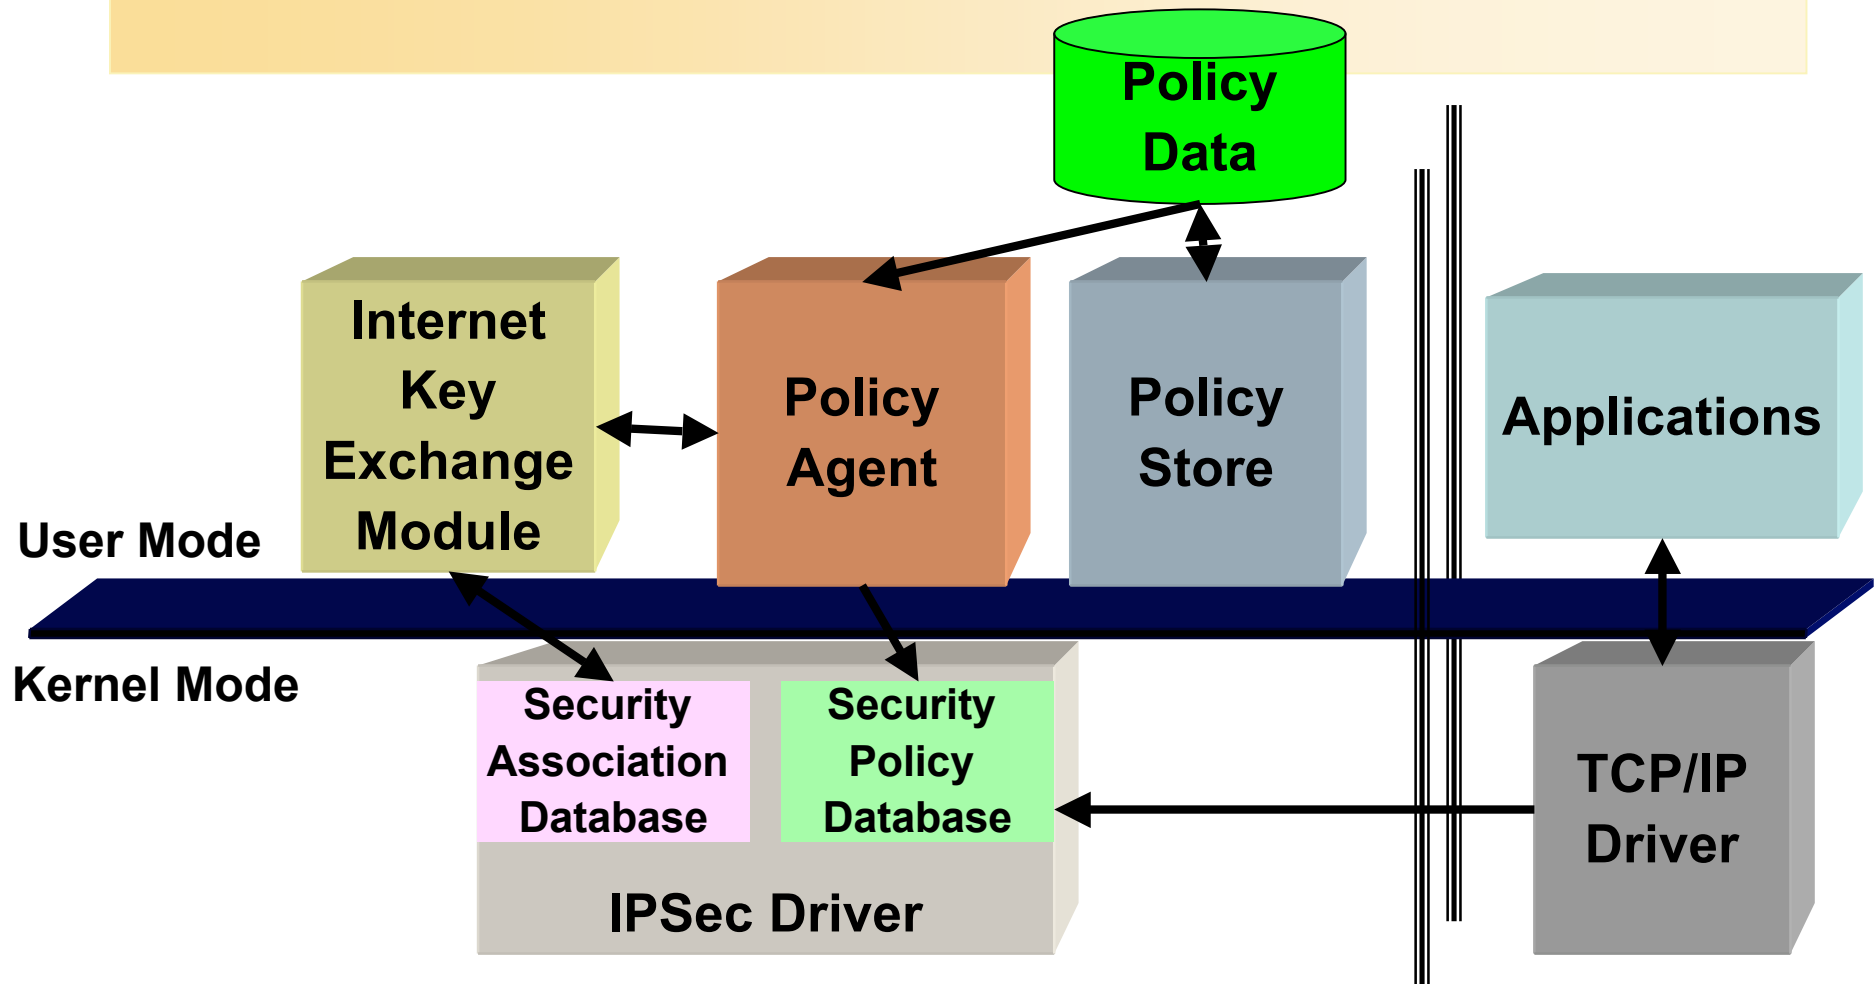 Policy
Data
Internet
Key
Exchange
Module
Policy
Agent
Policy
Store
Applications
User Mode
Kernel Mode
Security
Association
Database
Security
Policy
Database
IPSec Driver
TCP/IP
Driver